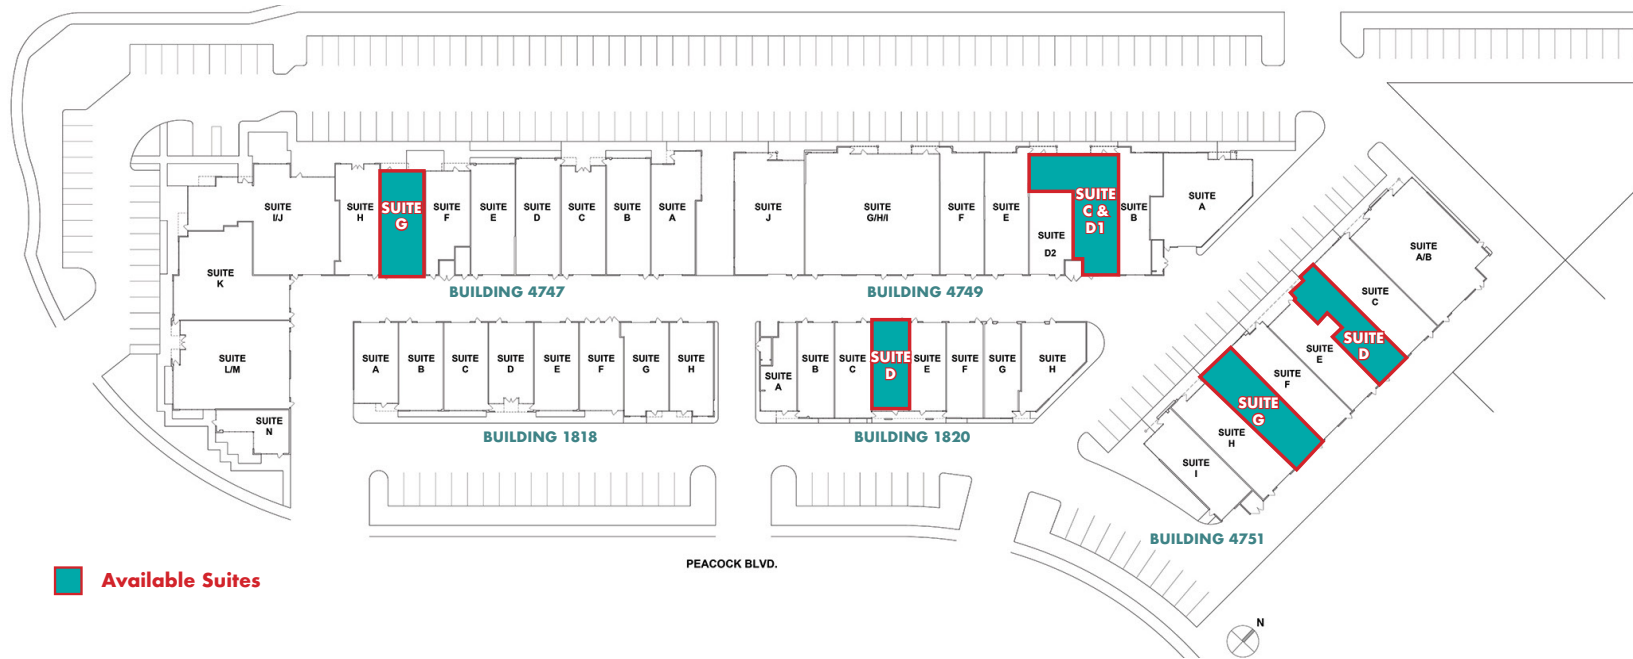 SUITE
I/J
SUITE
H
SUITE
G
SUITE
F
SUITE
E
SUITE
D
SUITE
C
SUITE
B
SUITE
A
SUITE
K
SUITE
L/M
SUITE
N
BUILDING 4747
SUITE
J
SUITE
G/H/I
SUITE
F
SUITE
E
SUITE
D2
SUITE
C &
D1
SUITE
B
SUITE
A
BUILDING 4749
SUITE
A
SUITE
B
SUITE
C
SUITE
D
SUITE
E
SUITE
F
SUITE
G
SUITE
H
BUILDING 1818
SUITE
A
SUITE
B
SUITE
C
SUITE
D
SUITE
E
SUITE
F
SUITE
G
SUITE
H
BUILDING 1820
SUITE
A/B
SUITE
C
SUITE
D
SUITE
E
SUITE
F
SUITE
G
SUITE
H
SUITE
I
BUILDING 4751
PEACOCK BLVD.
Available Suites
N